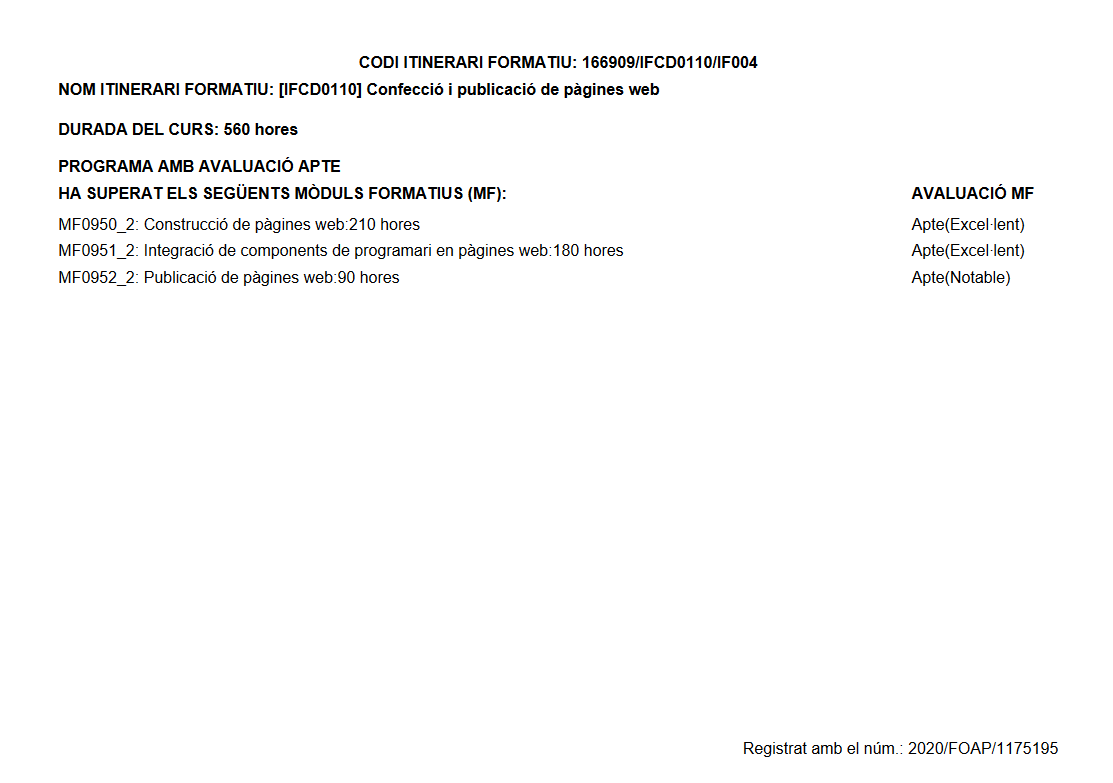 CODI ITINERARI FORMATIU: 166909/IFCD0110/IF004
NOM ITINERARI FORMATIU: [IFCD0110] Confecció i publicació de pàgines web
DURADA DEL CURS: 560 hores
PROGRAMA AMB AVALUACIÓ APTE
HA SUPERAT ELS SEGÜENTS MÒDULS FORMATIUS (MF): AVALUACIÓ MF
MF0950_2: Construcció de pàgines web:210 hores Apte(Excel·lent)
MF0951_2: Integració de components de programari en pàgines web:180 hores Apte(Excel·lent)
MF0952_2: Publicació de pàgines web:90 hores Apte(Notable)
Registrat amb el núm.: 2020/FOAP/1175195